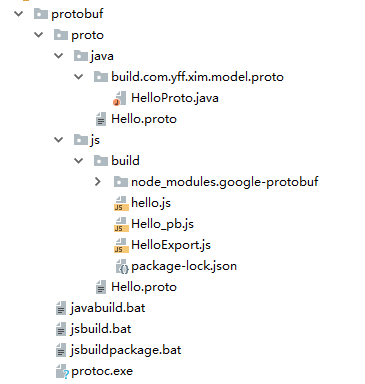 protobuf
proto
java
build.com.yff.xim.model.proto
HelloProto.java
Hello.proto
js
build
node_modules.google-protobuf
hello.js
Hello_pb.js
HelloExport.js
package-lock.json
Hello.proto
javabuild.bat
jsbuild.bat
jsbuildpackage.bat
protoc.exe